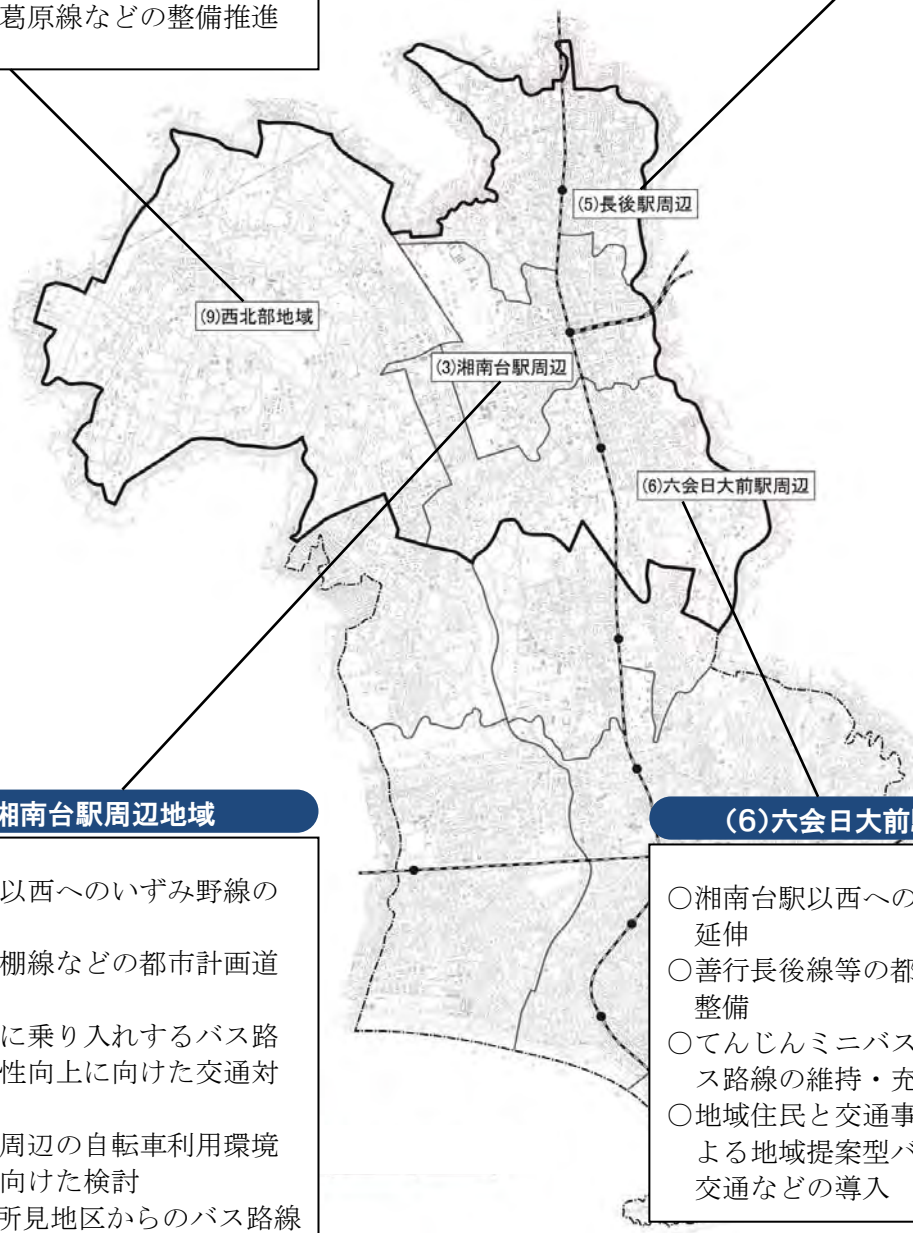 葛原線などの整備推進
(5)長後駅周辺
(9)西北部地域
(3)湘南台駅周辺
(6)六会日大前駅周辺
湘南台駅周辺地域
以西へのいずみ野線の
棚線などの都市計画道
に乗り入れするバス路
性向上に向けた交通対
周辺の自転車利用環境
向けた検討
所見地区からのバス路線
(6)六会日大前
○湘南台駅以西への
延伸
○善行長後線等の都
整備
○てんじんミニバス
ス路線の維持・充
○地域住民と交通事
よる地域提案型バ
交通などの導入